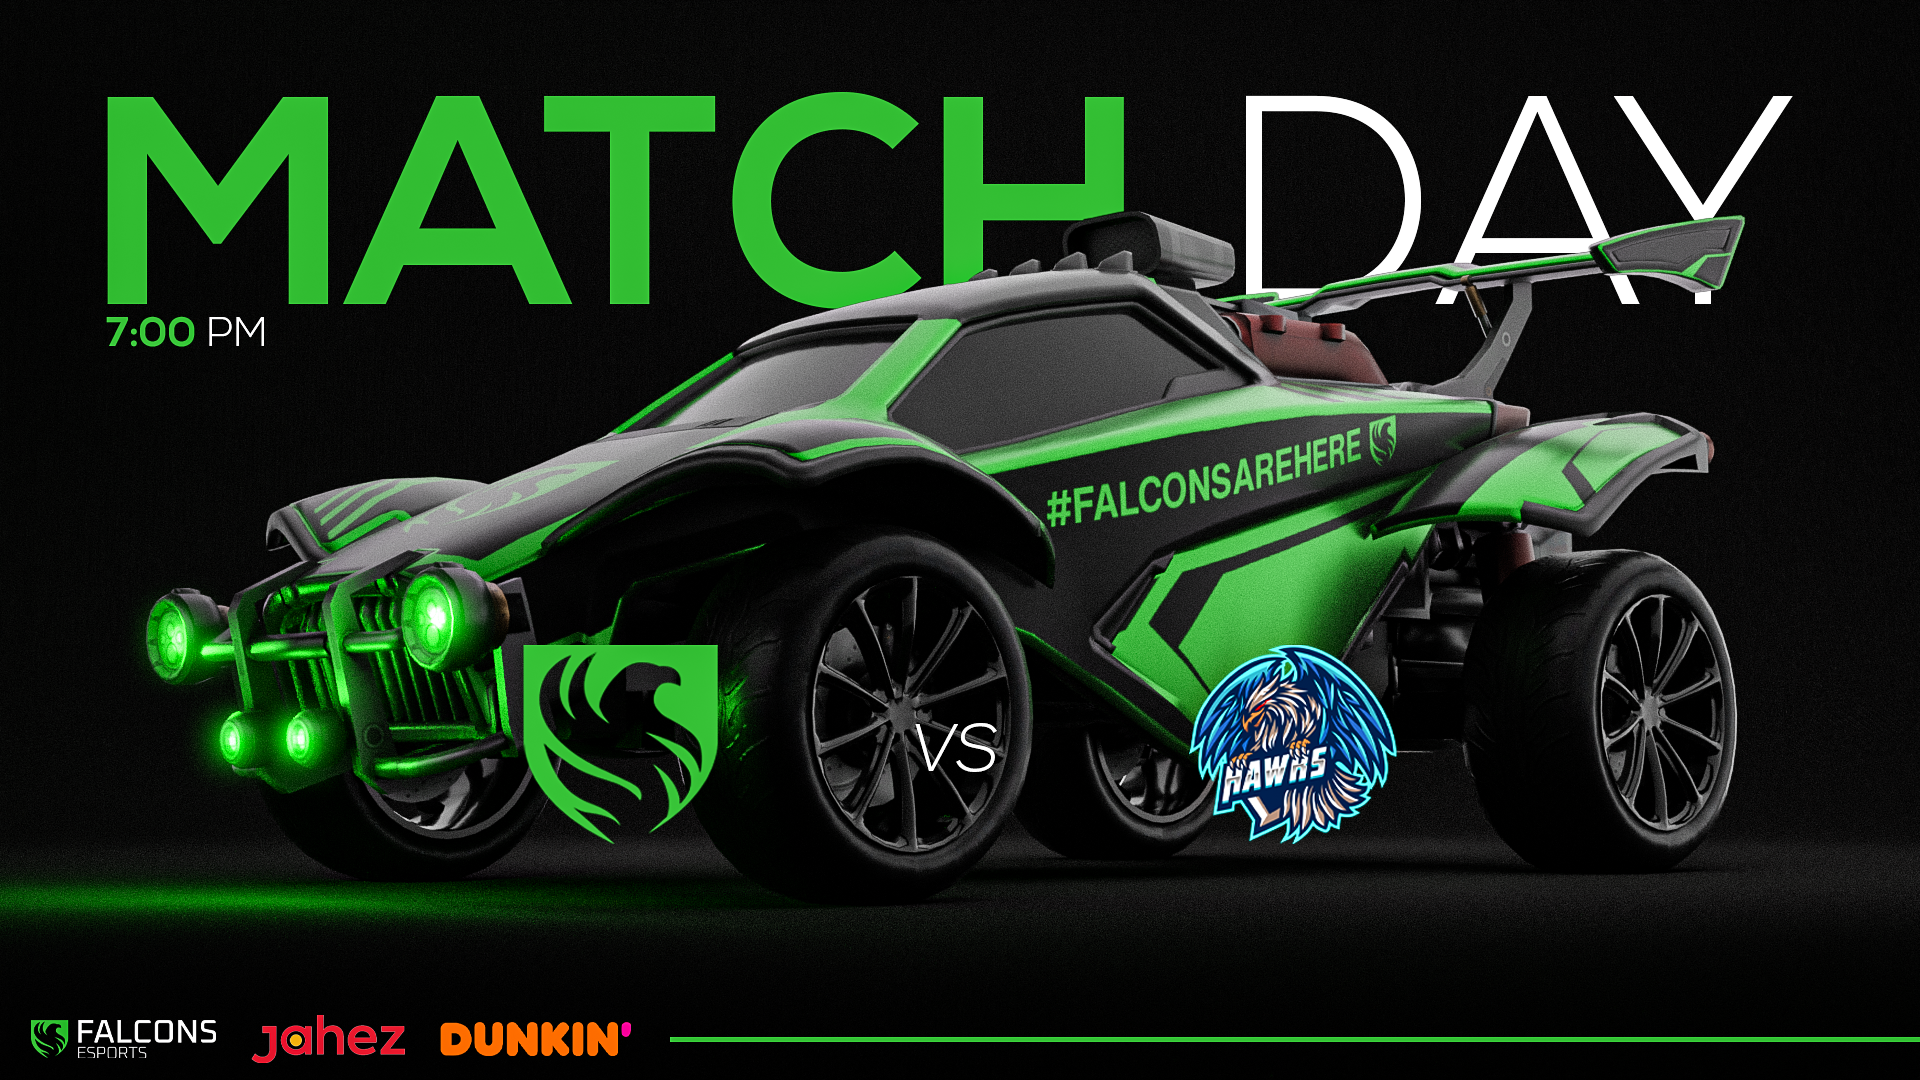 MATCH DAY
7:00 PM
#FALCONSAREHERE
VS
HAWKS
FALCONS
ESPORTS
Jahez
DUNKIN'